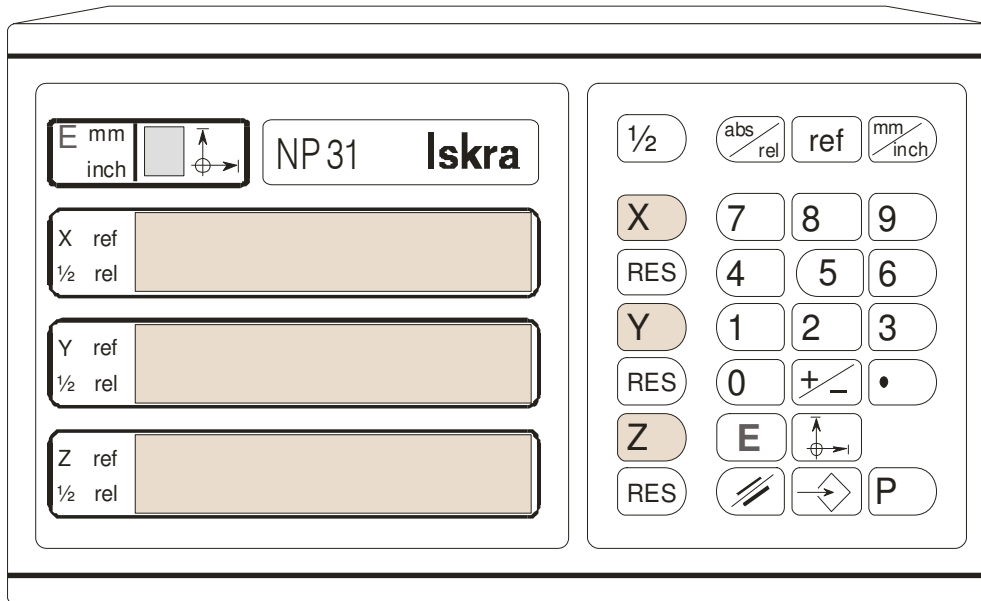 E mm
inch
NP 31 Iskra
X ref
½ rel
Y ref
½ rel
Z ref
½ rel
½ abs/rel ref mm/inch
X 7 8 9
RES 4 5 6
Y 1 2 3
RES 0 +/- •
Z E
RES P